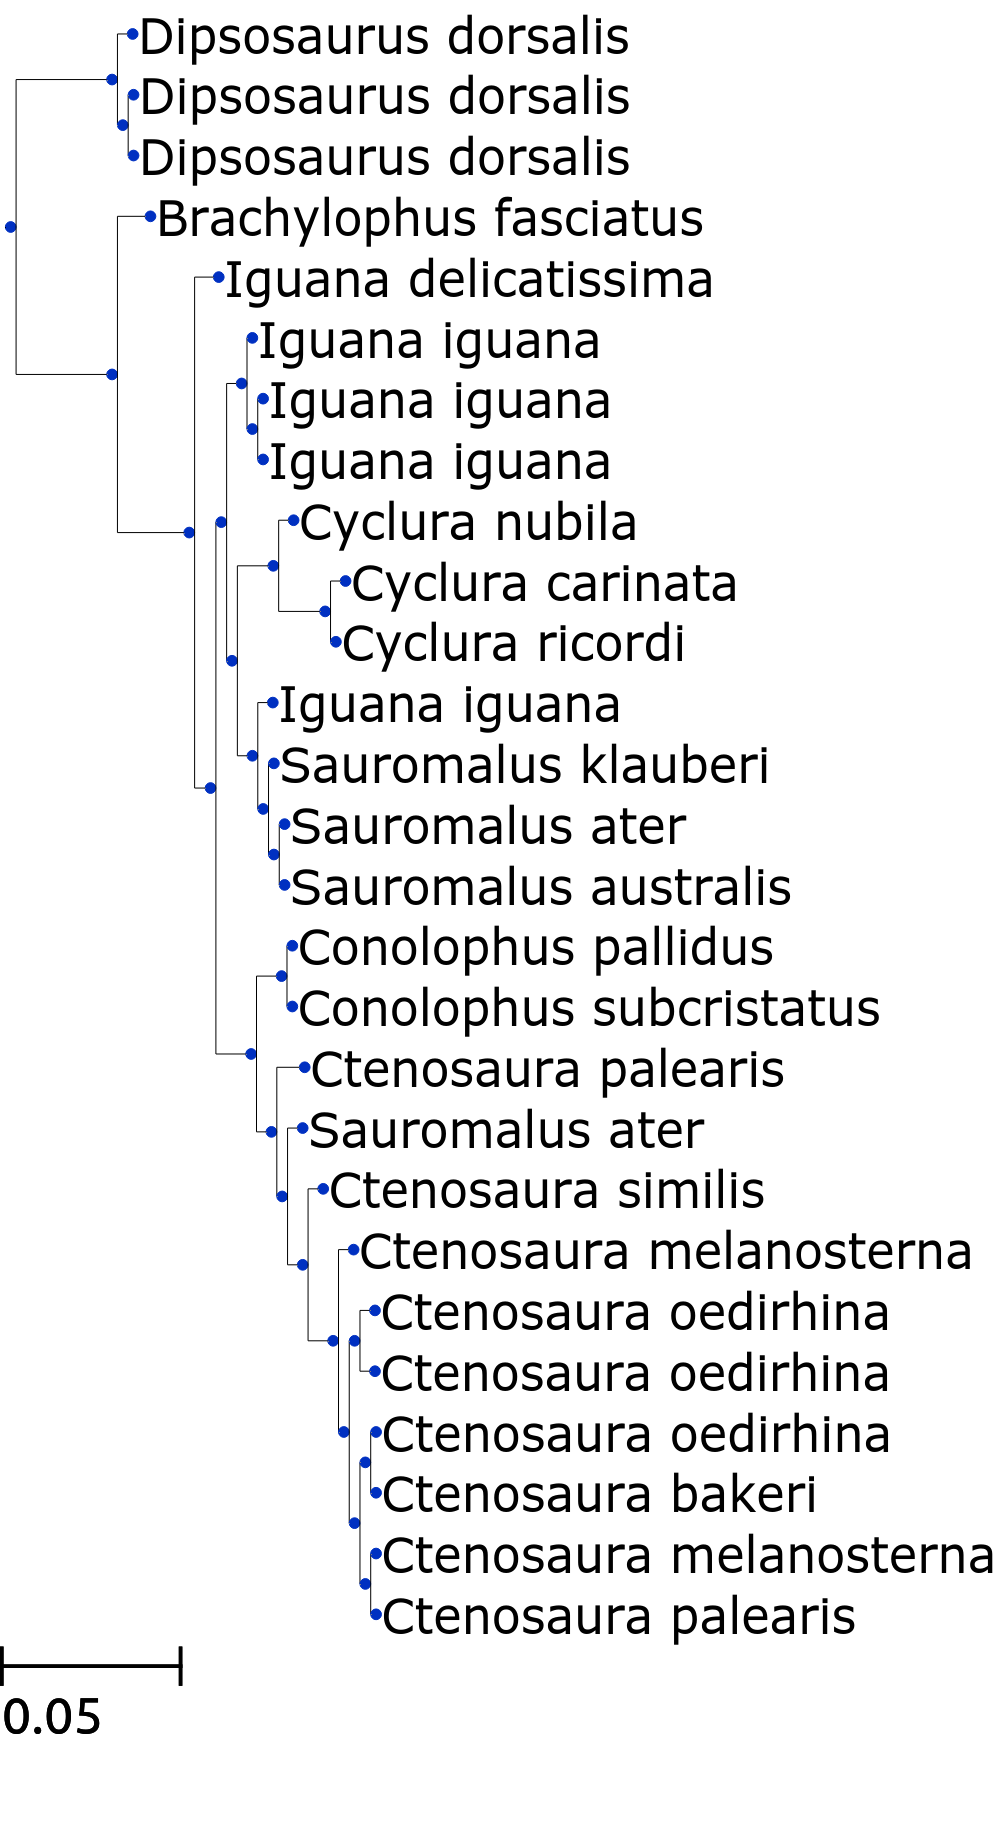 Dipsosaurus dorsalis
Dipsosaurus dorsalis
Dipsosaurus dorsalis
Brachylophus fasciatus
Iguana delicatissima
Iguana iguana
Iguana iguana
Iguana iguana
Cyclura nubila
Cyclura carinata
Cyclura ricordi
Iguana iguana
Sauromalus klauberi
Sauromalus ater
Sauromalus australis
Conolophus pallidus
Conolophus subcristatus
Ctenosaura palearis
Sauromalus ater
Ctenosaura similis
Ctenosaura melanosterna
Ctenosaura oedirhina
Ctenosaura oedirhina
Ctenosaura oedirhina
Ctenosaura bakeri
Ctenosaura melanosterna
Ctenosaura palearis
0.05